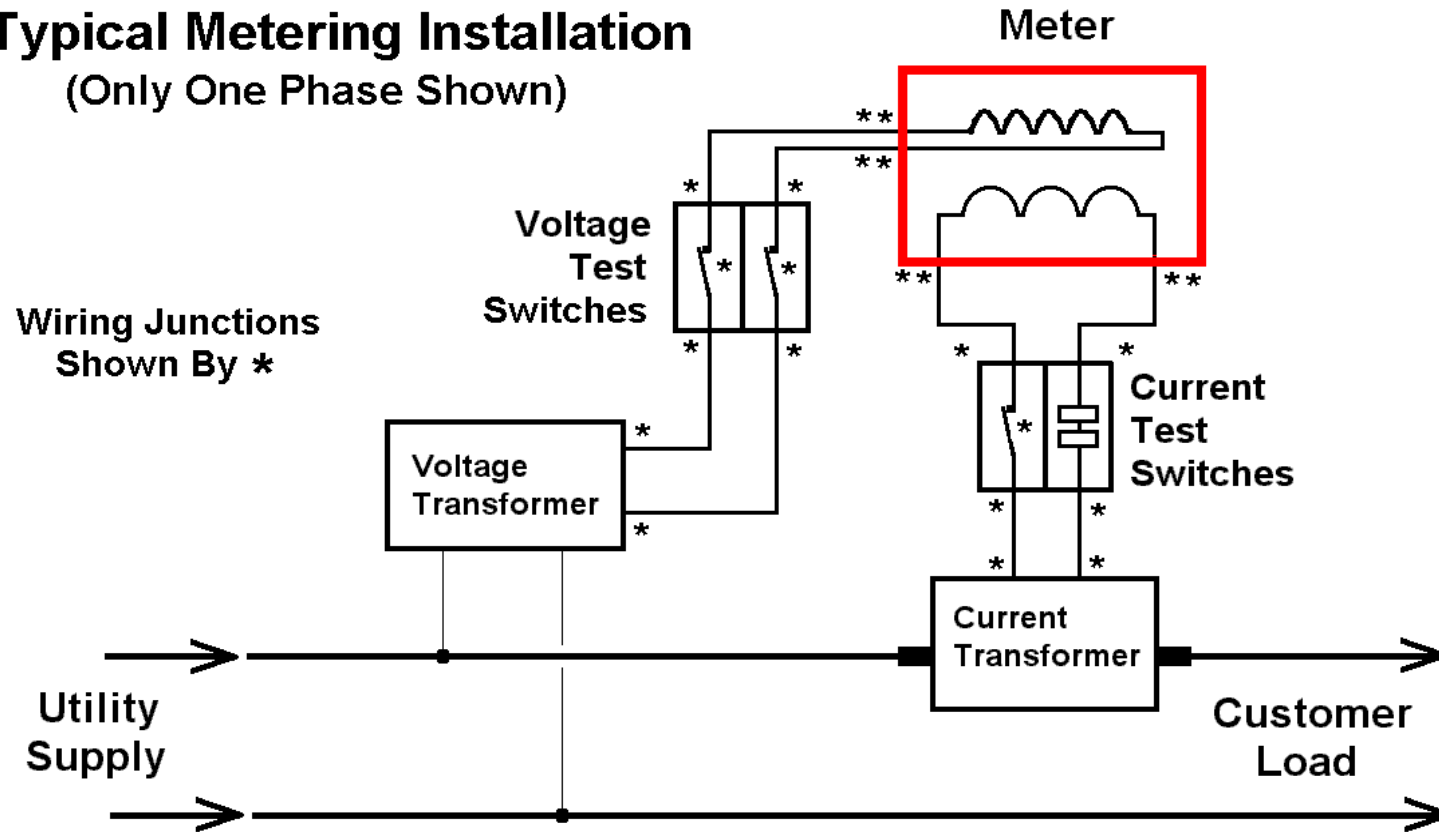 Typical Metering Installation
(Only One Phase Shown)
Meter
**
**
* *
Voltage
Test
Switches
* *
* *
** **
Wiring Junctions
Shown By *
* *
Current
Test
Switches
*
* *
* *
*
Voltage
Transformer
*
Current
Transformer
Utility
Supply
Customer
Load